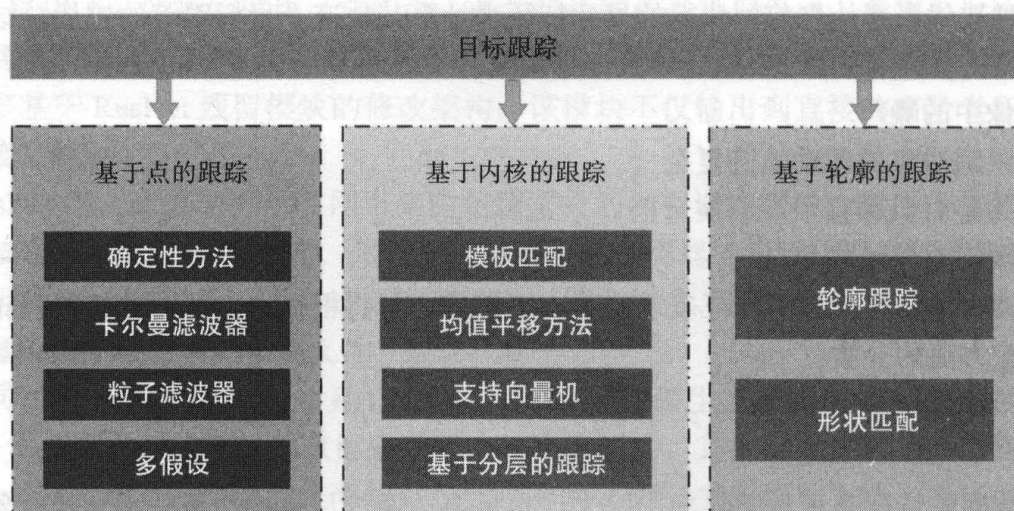 目标跟踪
基于点的跟踪
确定性方法
卡尔曼滤波器
粒子滤波器
多假设
基于内核的跟踪
模板匹配
均值平移方法
支持向量机
基于分层的跟踪
基于轮廓的跟踪
轮廓跟踪
形状匹配